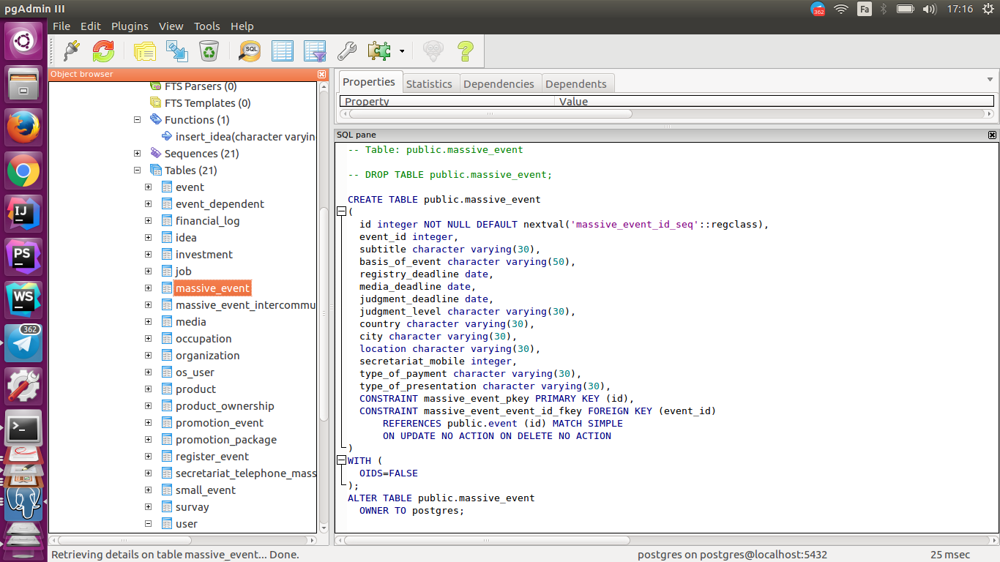 pgAdmin III
362
Fa
17:16
File Edit Plugins View Tools Help
SQL
Object browser
FTS Parsers (0)
FTS Templates (0)
Functions (1)
insert_idea(character varyin
Sequences (21)
Tables (21)
event
event_dependent
financial_log
idea
investment
job
massive_event
massive_event_intercommu
media
occupation
organization
os_user
product
product_ownership
promotion_event
promotion_package
register_event
secretariat_telephone_mass
small_event
survay
user
Properties Statistics Dependencies Dependents
Property Value
SQL pane
-- Table: public.massive_event
-- DROP TABLE public.massive_event;
CREATE TABLE public.massive_event
(
id integer NOT NULL DEFAULT nextval('massive_event_id_seq'::regclass),
event_id integer,
subtitle character varying(30),
basis_of_event character varying(50),
registry_deadline date,
media_deadline date,
judgment_deadline date,
judgment_level character varying(30),
country character varying(30),
city character varying(30),
location character varying(30),
secretariat_mobile integer,
type_of_payment character varying(30),
type_of_presentation character varying(30),
CONSTRAINT massive_event_pkey PRIMARY KEY (id),
CONSTRAINT massive_event_event_id_fkey FOREIGN KEY (event_id)
REFERENCES public.event (id) MATCH SIMPLE
ON UPDATE NO ACTION ON DELETE NO ACTION
)
WITH (
OIDS=FALSE
);
ALTER TABLE public.massive_event
OWNER TO postgres;
IJ
PS
WS
362
>_
Retrieving details on table massive_event... Done.
postgres on postgres@localhost:5432
25 msec